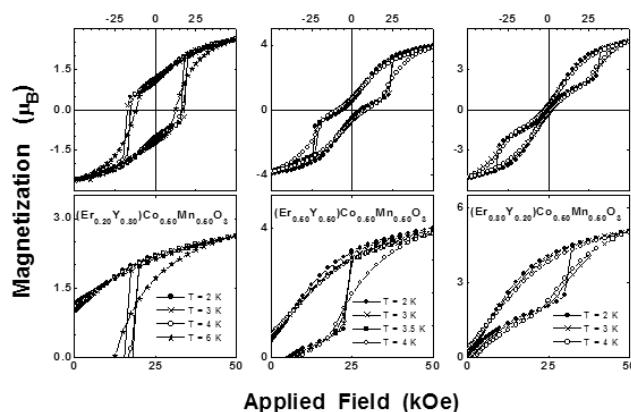 -25 0 25 -25 0 25 -25 0 25
1.5
0.0
-1.5
4
0
-4
3
0
-3
Magnetization (μB)
(Er0.20Y0.80)Co0.50Mn0.50O3
3.0
1.5
0.0
T = 2 K
T = 3 K
T = 4 K
T = 6 K
(Er0.60Y0.60)Co0.50Mn0.50O3
4
2
0
T = 2 K
T = 3 K
T = 3.5 K
T = 4 K
(Er0.80Y0.20)Co0.50Mn0.50O3
6
3
0
T = 2 K
T = 3 K
T = 4 K
0 25 50 0 25 50 0 25 50
Applied Field (kOe)